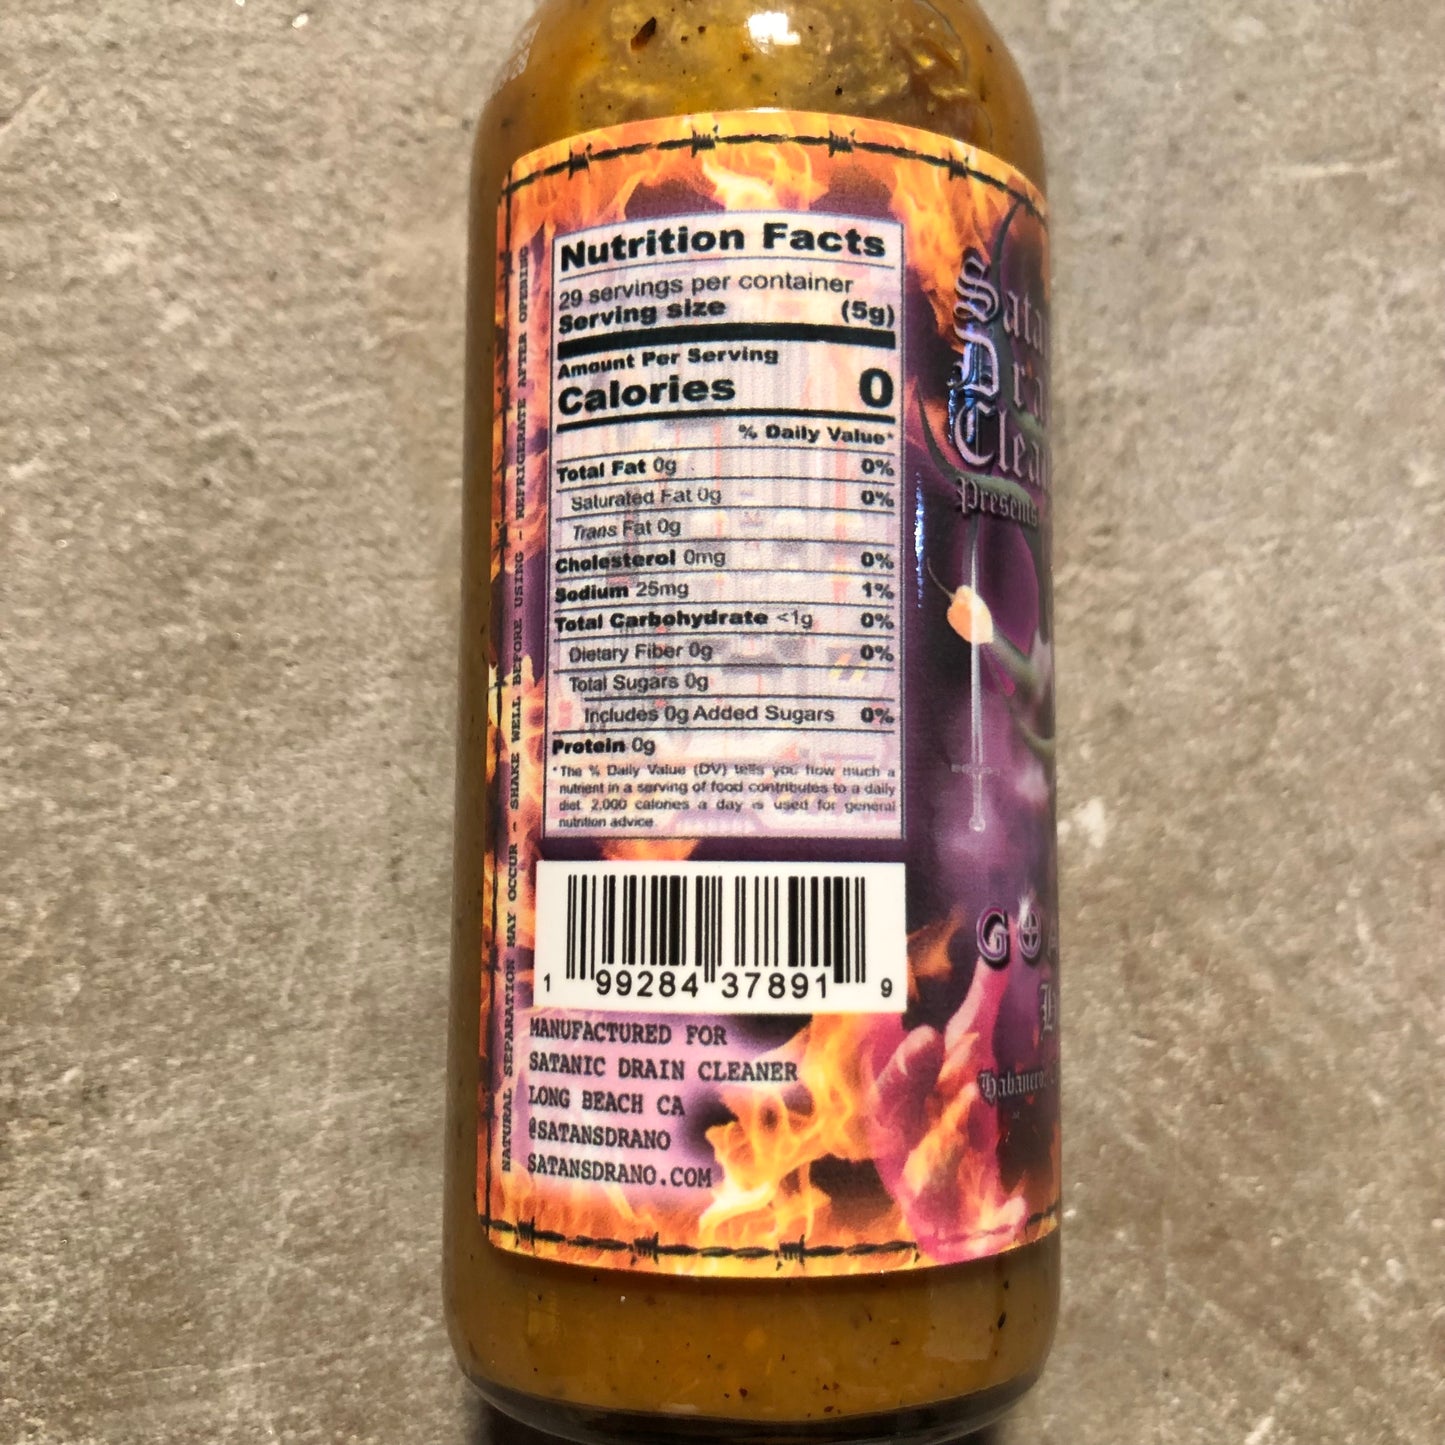 Nutrition Facts
29 servings per container
Serving size (5g)
Amount Per Serving
Calories 0
% Daily Value*
Total Fat 0g 0%
Saturated Fat 0g 0%
Trans Fat 0g
Cholesterol 0mg 0%
Sodium 25mg 1%
Total Carbohydrate <1g 0%
Dietary Fiber 0g 0%
Total Sugars 0g
Includes 0g Added Sugars 0%
Protein 0g
*The % Daily Value (DV) tells you how much a
nutrient in a serving of food contributes to a daily
diet. 2,000 calories a day is used for general
nutrition advice.
1 99284 37891 9
MANUFACTURED FOR
SATANIC DRAIN CLEANER
LONG BEACH CA
@SATANSDRANO
SATANSDRANO.COM
NATURAL SEPARATION MAY OCCUR - SHAKE WELL BEFORE USING - REFRIGERATE AFTER OPENING
Sata
Dra
Clea
Presents
GO
Habanero